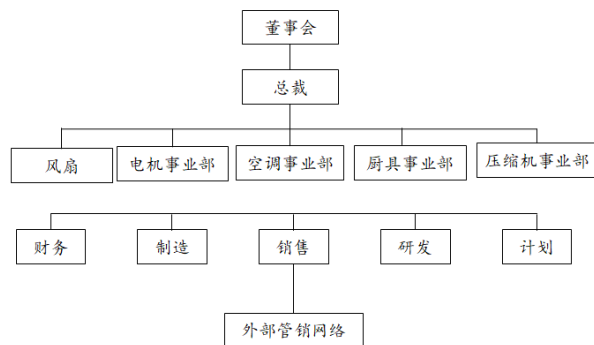 董事会
总裁
风扇
电机事业部
空调事业部
厨具事业部
压缩机事业部
财务
制造
销售
研发
计划
外部管销网络